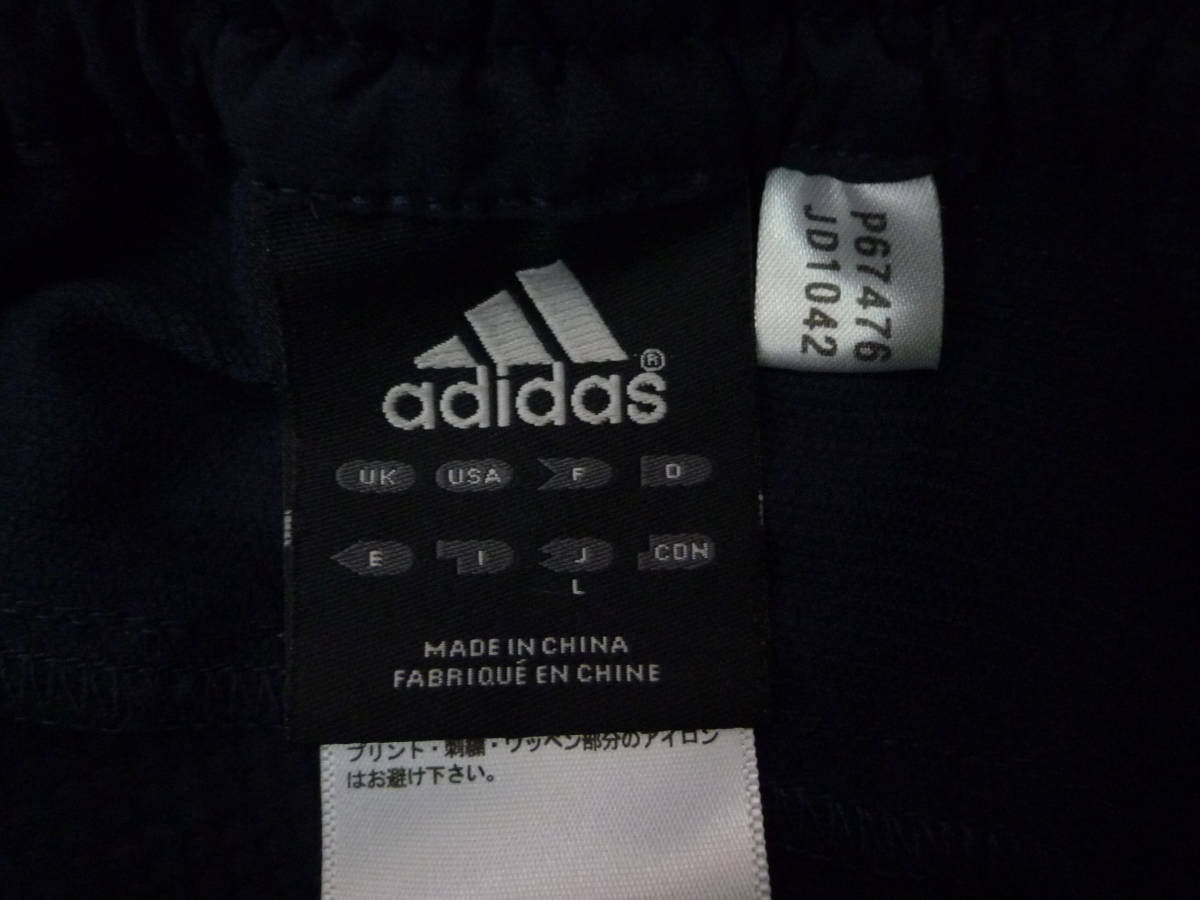 adidas®
UK USA F D
E I J CDN
L
MADE IN CHINA
FABRIQUÉ EN CHINE
プリント・刺繍・ワッペン部分のアイロン
はお避け下さい。
P67476
JD1042